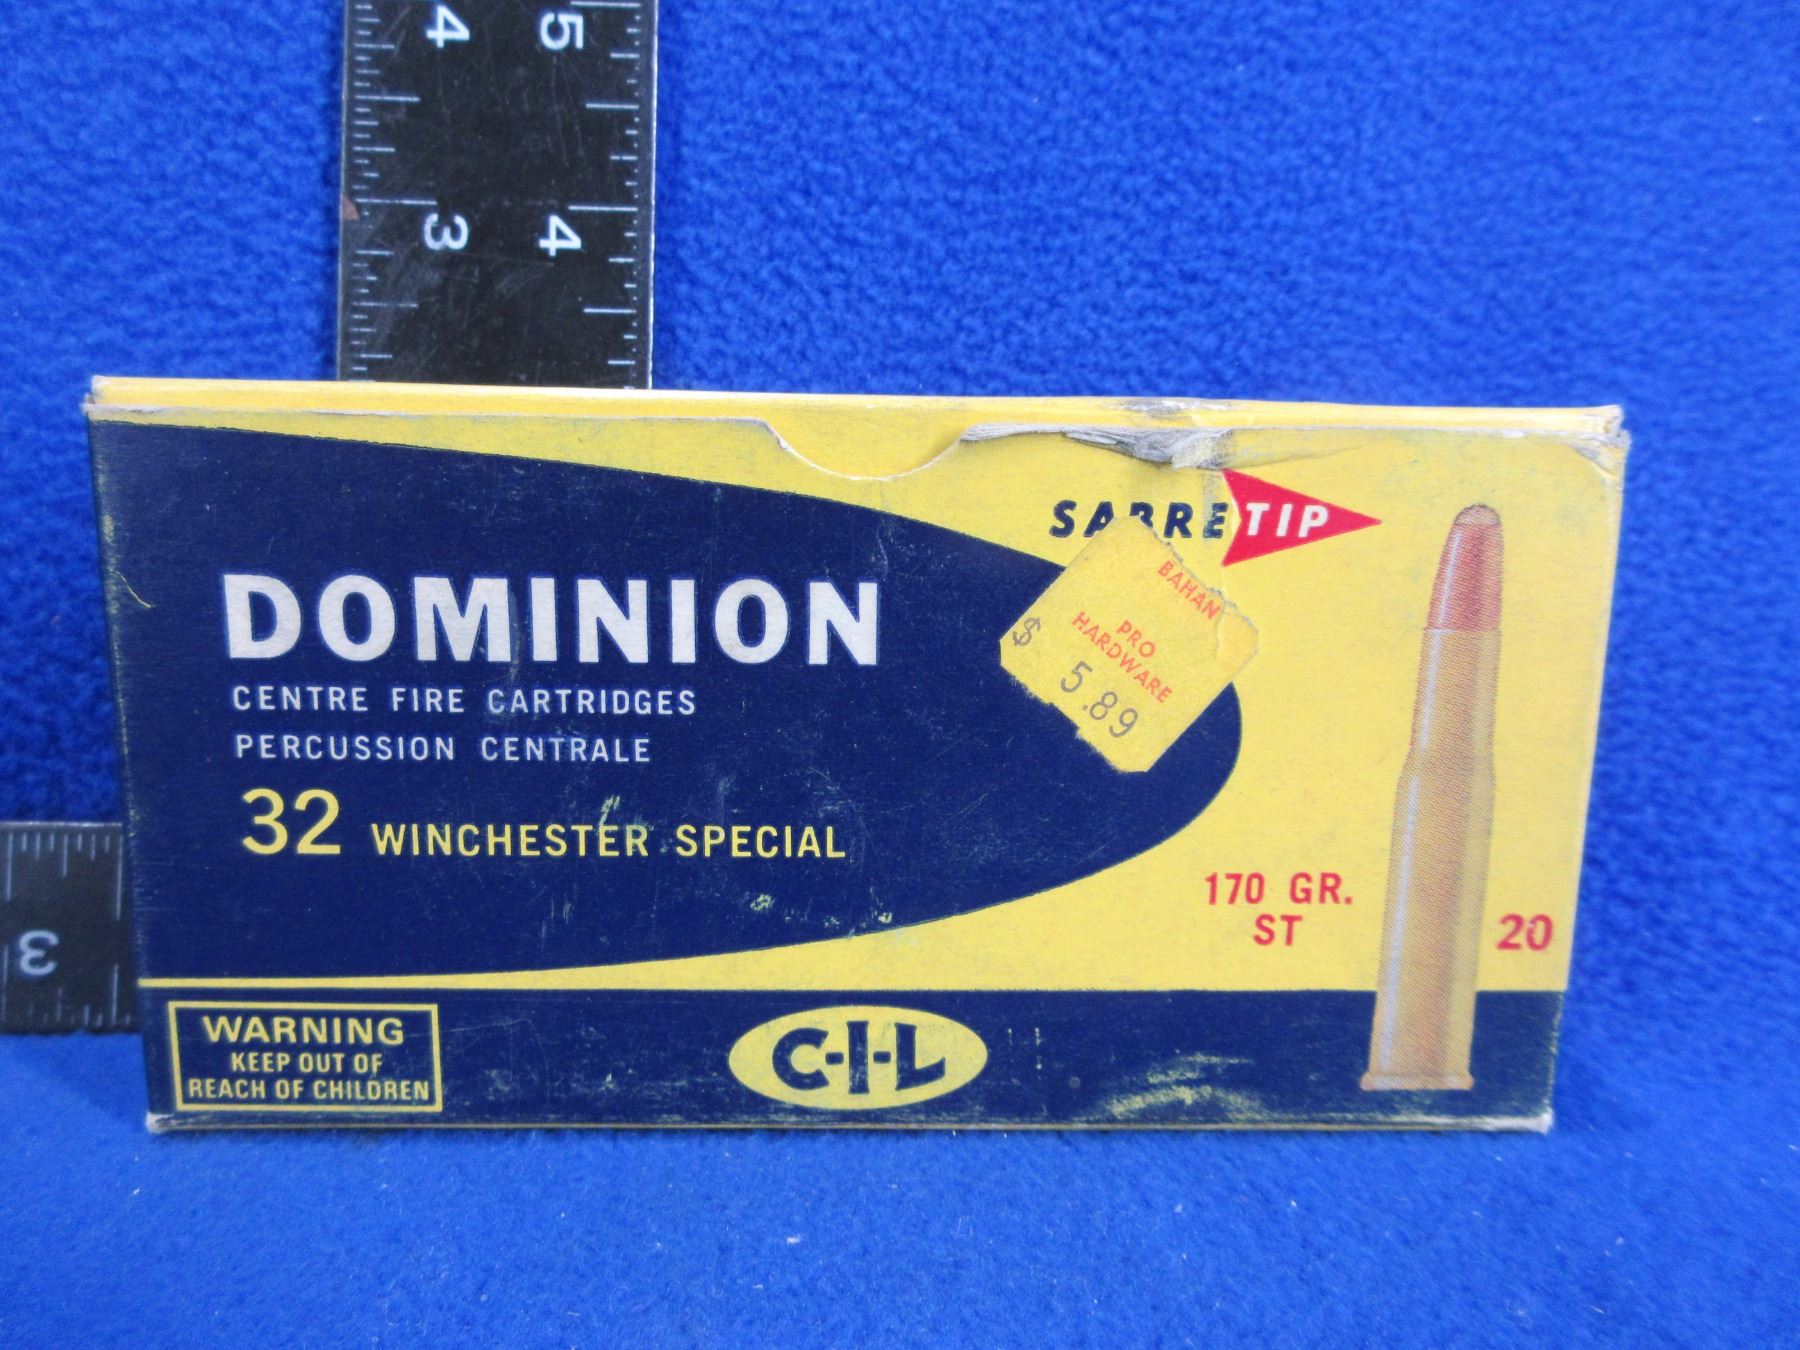 4 5
3 4
SABRE TIP
BAHAN
PRO
HARDWARE
$ 5.89
DOMINION
CENTRE FIRE CARTRIDGES
PERCUSSION CENTRALE
32 WINCHESTER SPECIAL
170 GR.
ST
20
3
WARNING
KEEP OUT OF
REACH OF CHILDREN
C-I-L